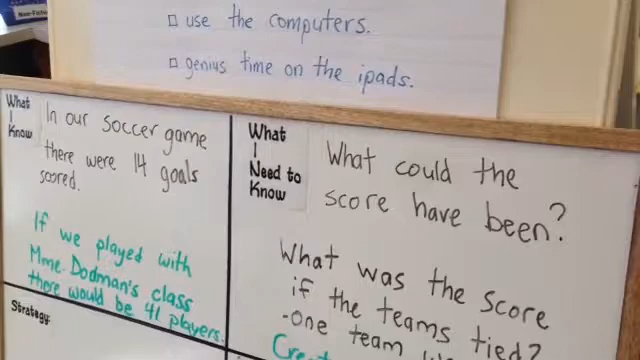 Non-Fiction
□ use the computers.
□ genius time on the ipads.
What
I
Know
In our soccer game
there were 14 goals
scored.
If we played with
Mme. Dodman's class
there would be 41 players.
What
I
Need to
Know
What could the
score have been?
What was the score
if the teams tied?
-One team
Strategy